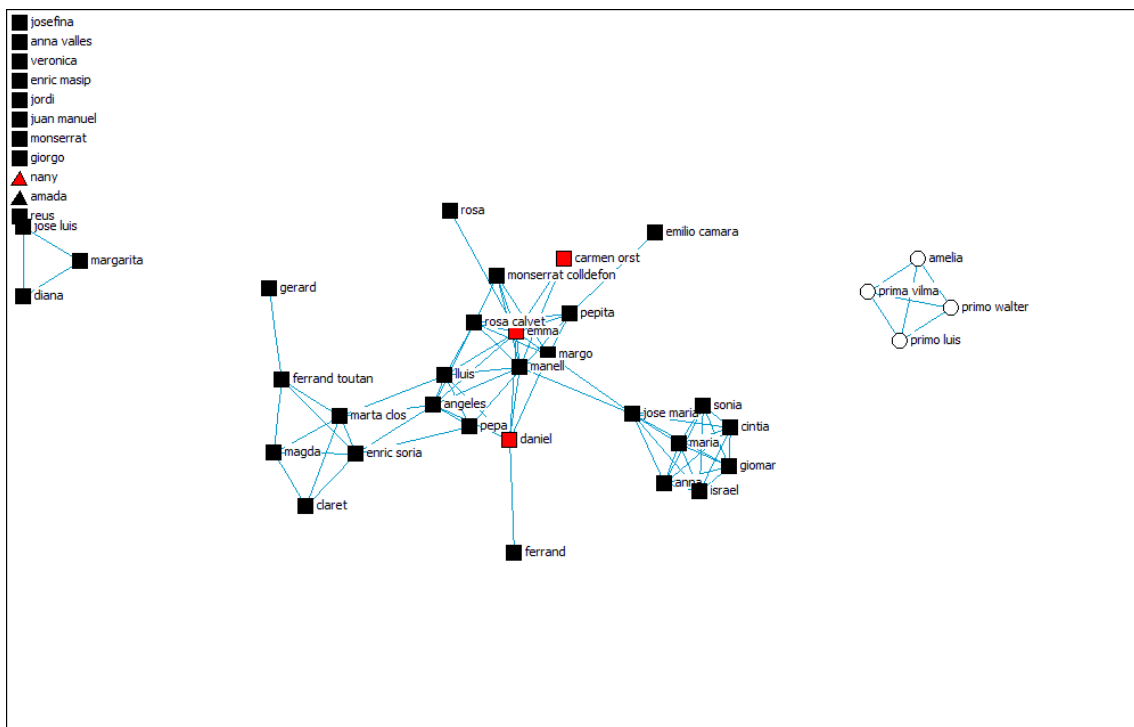 josefina
anna valles
veronica
enric masip
jordi
juan manuel
monserrat
giorgo
nany
amada
reus
jose luis
margarita
diana
rosa
emilio camara
carmen orst
monserrat colldefon
gerard
pepita
rosa calvet
emma
margo
manell
lluis
ferrand toutan
angeles
marta clos
pepa
daniel
magda
enric soria
claret
ferrand
jose maria
sonia
cintia
maria
giomar
anna
israel
amelia
prima vilma
primo walter
primo luis